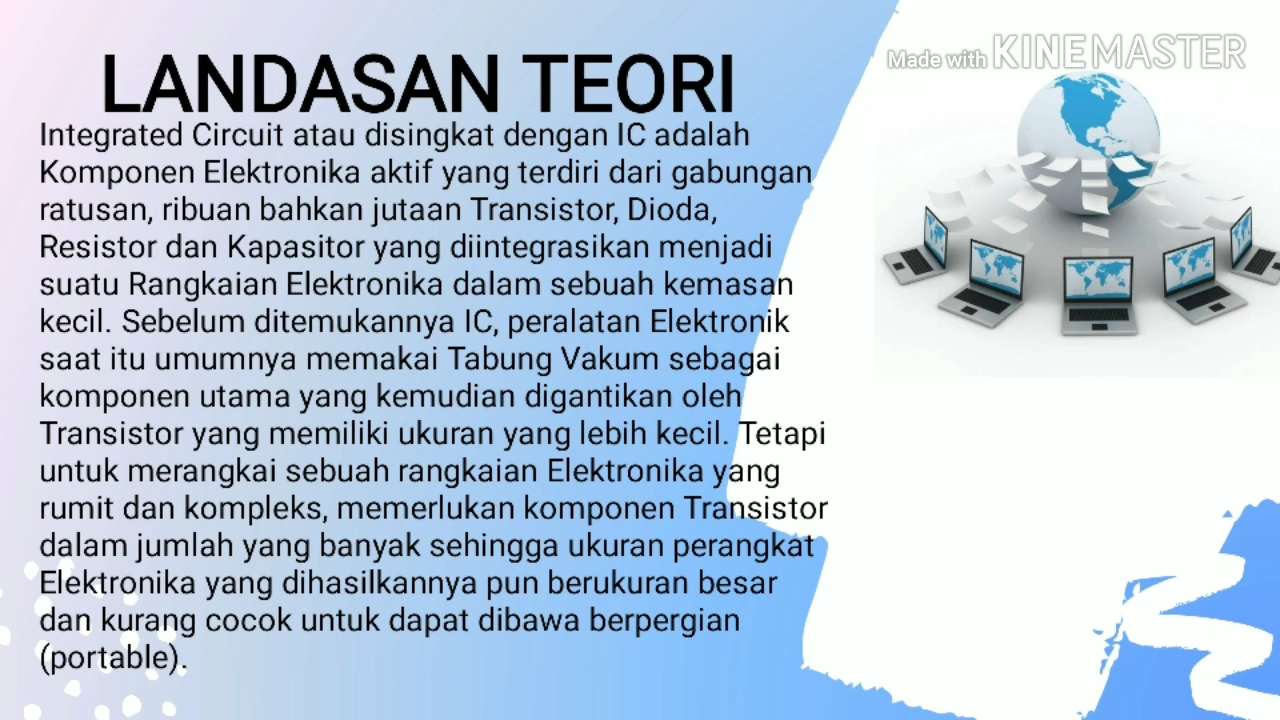 Made with KINEMASTER
LANDASAN TEORI
Integrated Circuit atau disingkat dengan IC adalah
Komponen Elektronika aktif yang terdiri dari gabungan
ratusan, ribuan bahkan jutaan Transistor, Dioda,
Resistor dan Kapasitor yang diintegrasikan menjadi
suatu Rangkaian Elektronika dalam sebuah kemasan
kecil. Sebelum ditemukannya IC, peralatan Elektronik
saat itu umumnya memakai Tabung Vakum sebagai
komponen utama yang kemudian digantikan oleh
Transistor yang memiliki ukuran yang lebih kecil. Tetapi
untuk merangkai sebuah rangkaian Elektronika yang
rumit dan kompleks, memerlukan komponen Transistor
dalam jumlah yang banyak sehingga ukuran perangkat
Elektronika yang dihasilkannya pun berukuran besar
dan kurang cocok untuk dapat dibawa berpergian
(portable).